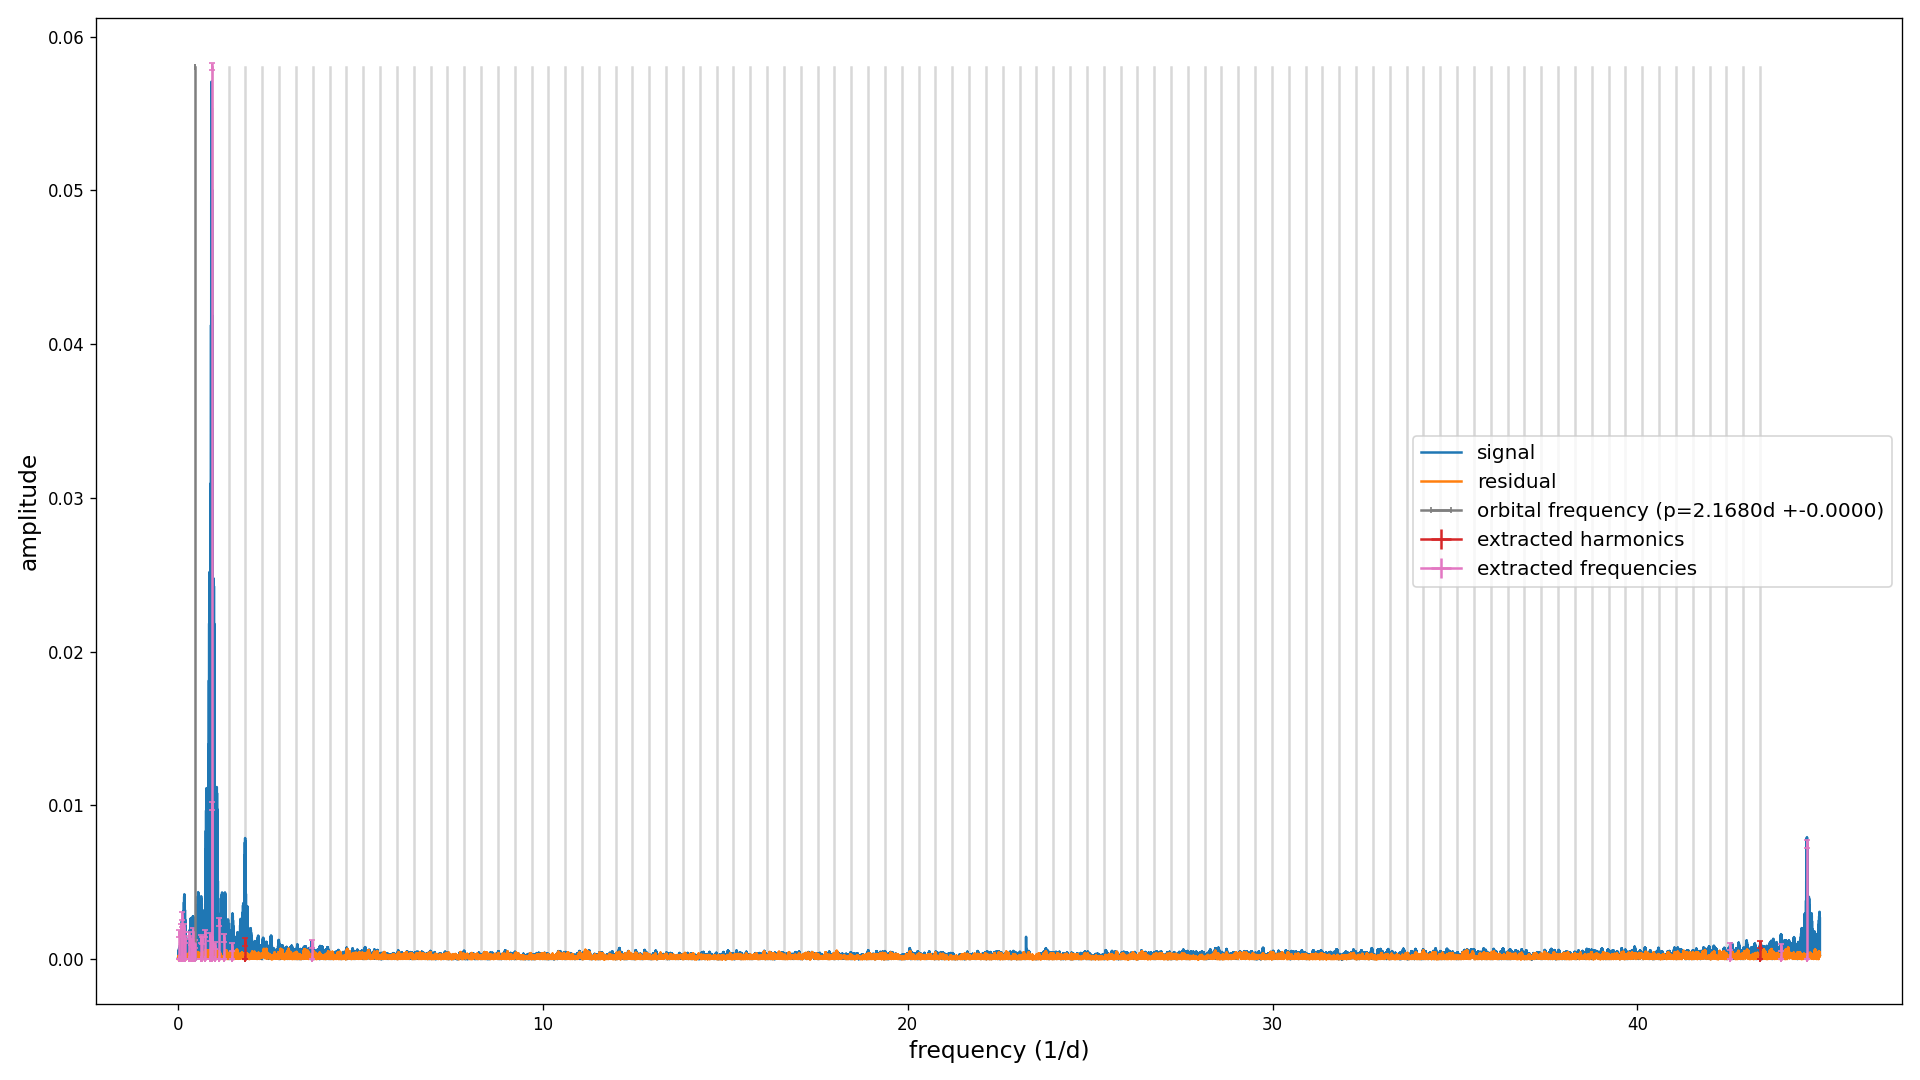 0.06
0.05
0.04
0.03
0.02
0.01
0.00
amplitude
signal
residual
orbital frequency (p=2.1680d +-0.0000)
extracted harmonics
extracted frequencies
0 10 20 30 40
frequency (1/d)